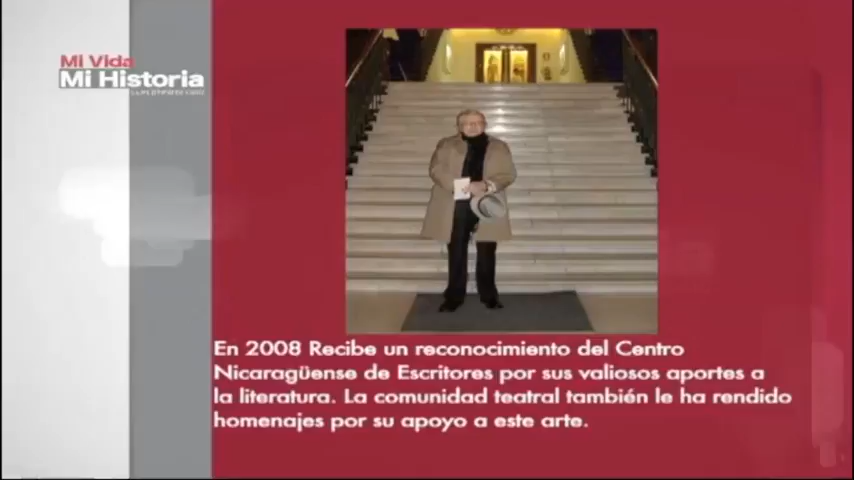 Mi Vida
Mi Historia
En 2008 Recibe un reconocimiento del Centro
Nicaragüense de Escritores por sus valiosos aportes a
la literatura. La comunidad teatral también le ha rendido
homenajes por su apoyo a este arte.